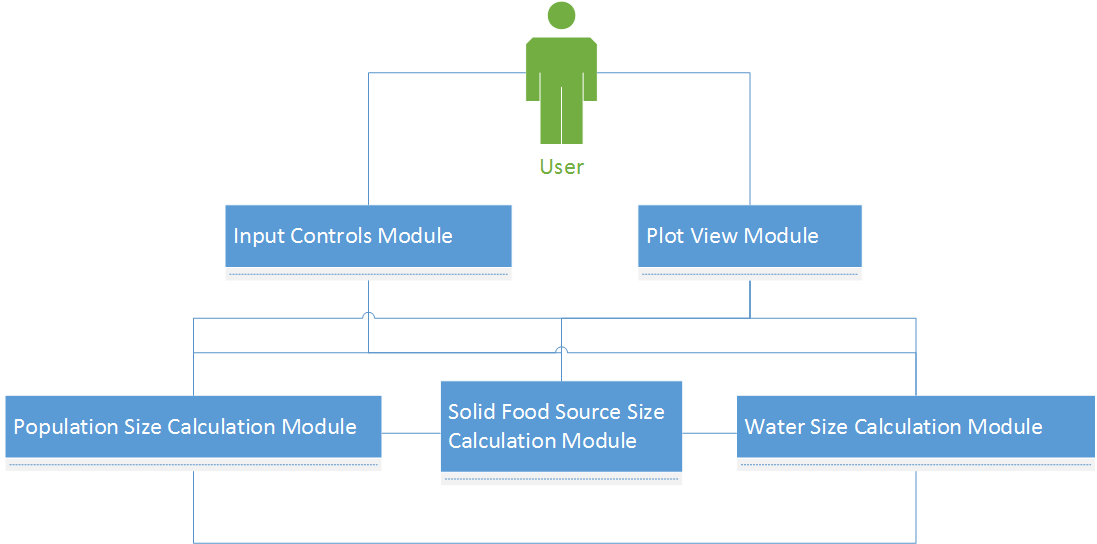 User
Input Controls Module
Plot View Module
Population Size Calculation Module
Solid Food Source Size
Calculation Module
Water Size Calculation Module